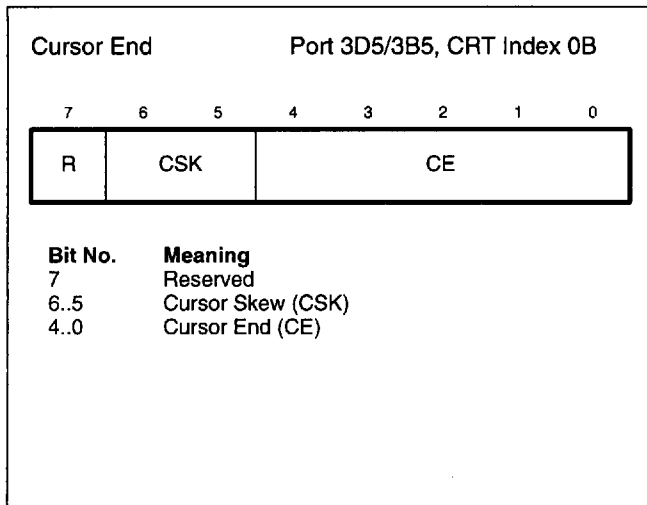 Cursor End Port 3D5/3B5, CRT Index 0B
7 6 5 4 3 2 1 0
R CSK CE
Bit No. Meaning
7 Reserved
6..5 Cursor Skew (CSK)
4..0 Cursor End (CE)